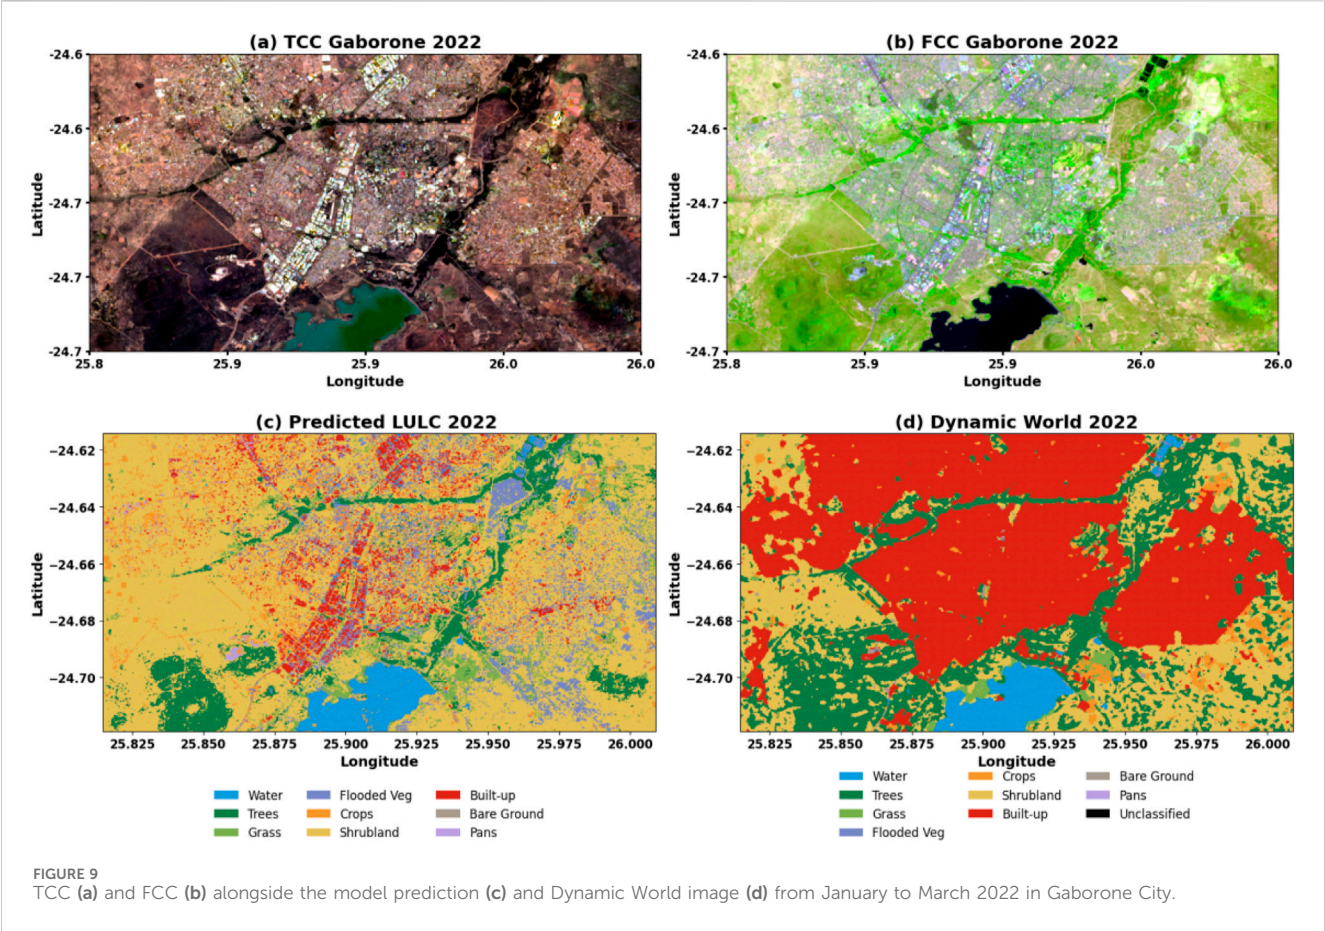 (a) TCC Gaborone 2022
(b) FCC Gaborone 2022
-24.6
-24.6
-24.7
-24.7
-24.7
Latitude
25.8
25.9
25.9
26.0
26.0
Longitude
-24.6
-24.6
-24.7
-24.7
-24.7
Latitude
25.8
25.9
25.9
26.0
26.0
Longitude
(c) Predicted LULC 2022
(d) Dynamic World 2022
−24.62
−24.64
−24.66
−24.68
−24.70
Latitude
25.825 25.850 25.875 25.900 25.925 25.950 25.975 26.000
Longitude
−24.62
−24.64
−24.66
−24.68
−24.70
Latitude
25.825 25.850 25.875 25.900 25.925 25.950 25.975 26.000
Longitude
Water Flooded Veg Built-up
Trees Crops Bare Ground
Grass Shrubland Pans
Water Crops Bare Ground
Trees Shrubland Pans
Grass Built-up Unclassified
Flooded Veg
FIGURE 9
TCC (a) and FCC (b) alongside the model prediction (c) and Dynamic World image (d) from January to March 2022 in Gaborone City.